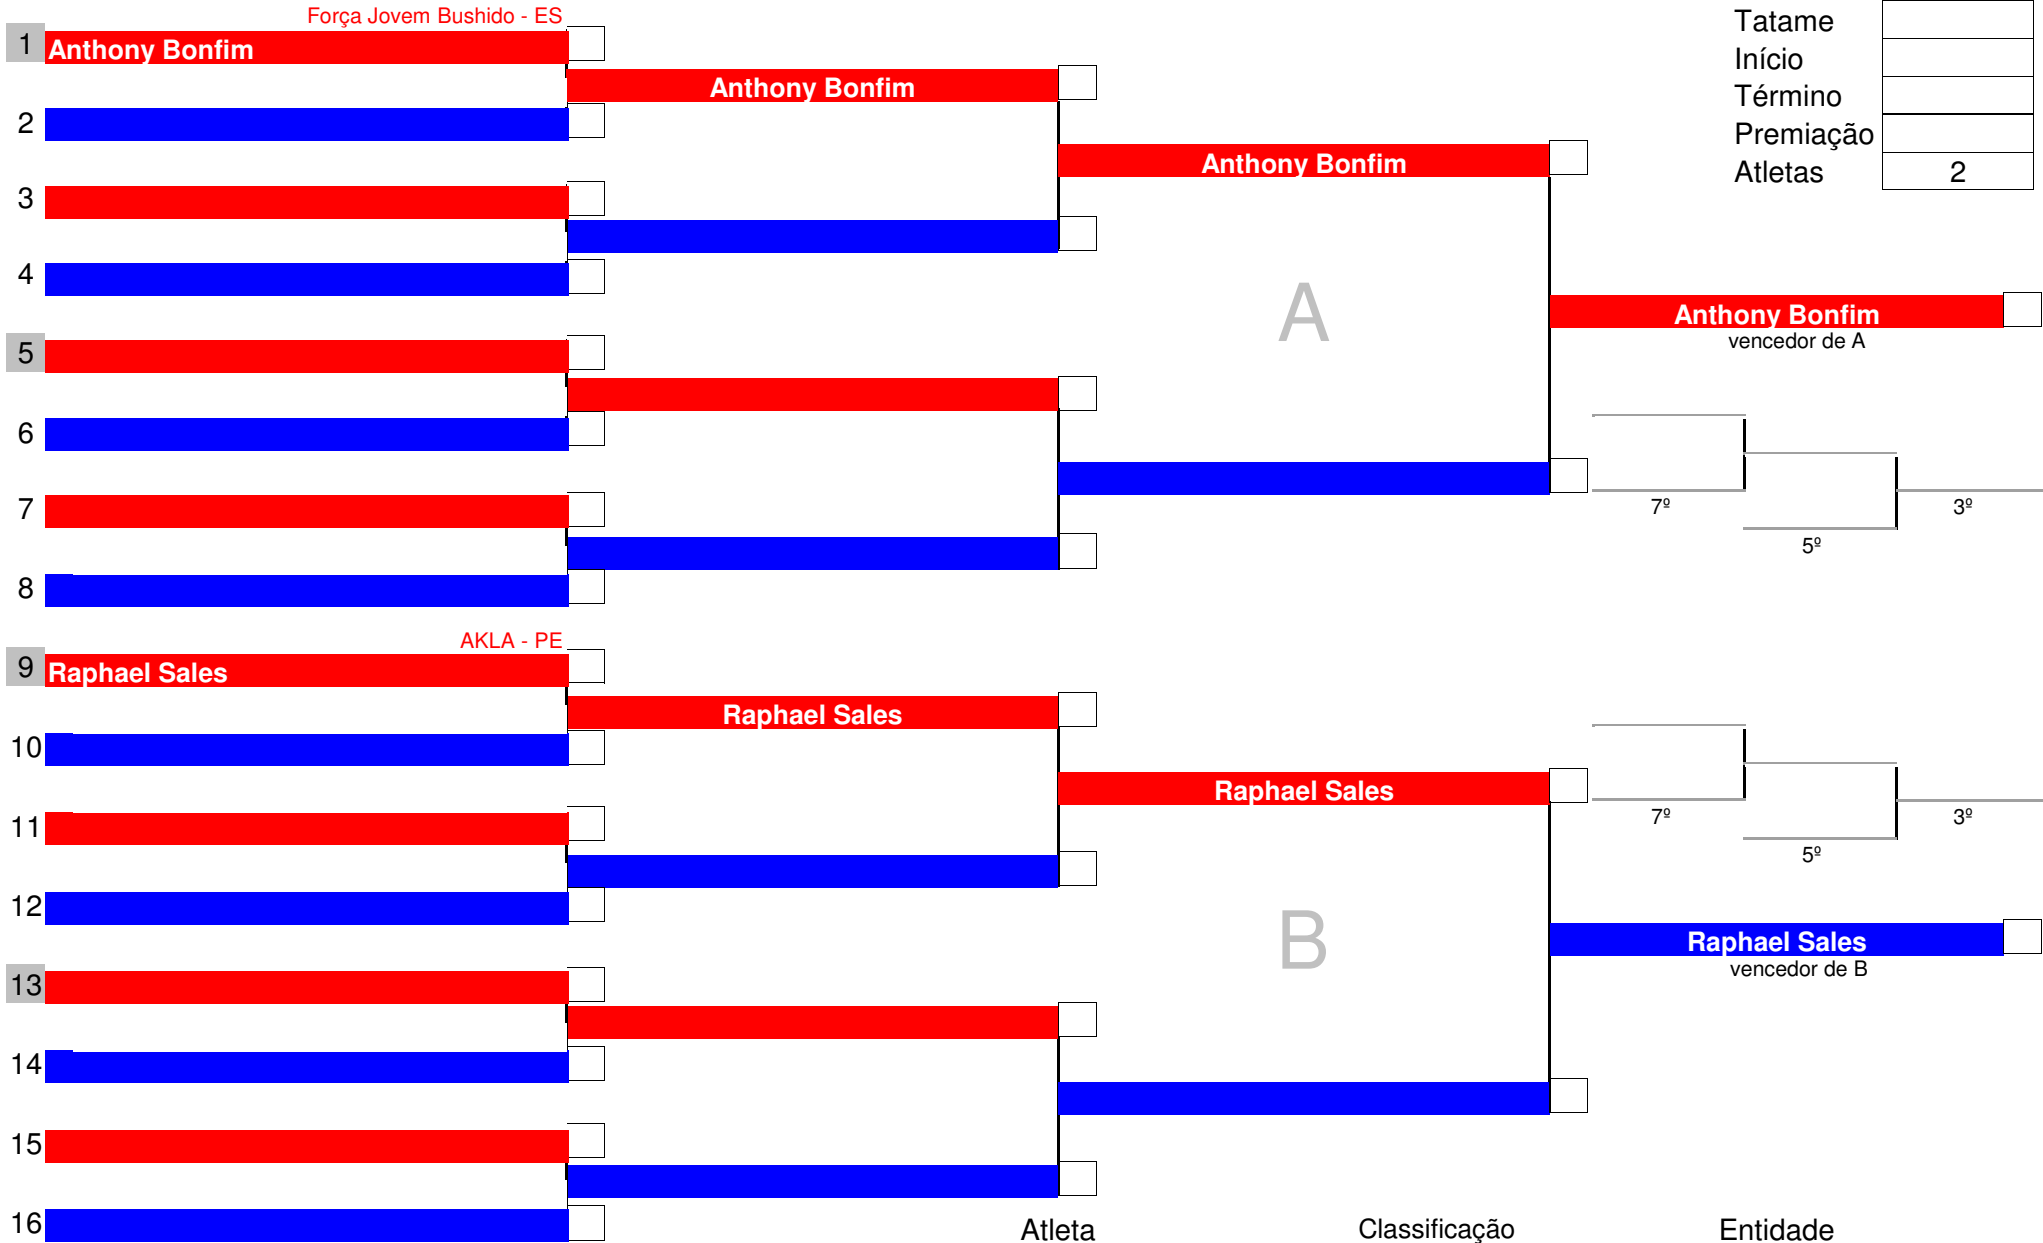 Força Jovem Bushido - ES
1 Anthony Bonfim
Anthony Bonfim
2
Anthony Bonfim
3
4
Anthony Bonfim
vencedor de A
A
5
6
7
8
7º
5º
3º
AKLA - PE
9 Raphael Sales
Raphael Sales
10
Raphael Sales
11
12
B
Raphael Sales
vencedor de B
13
14
15
16
7º
5º
3º
Tatame
Início
Término
Premiação
Atletas 2
Atleta Classificação Entidade